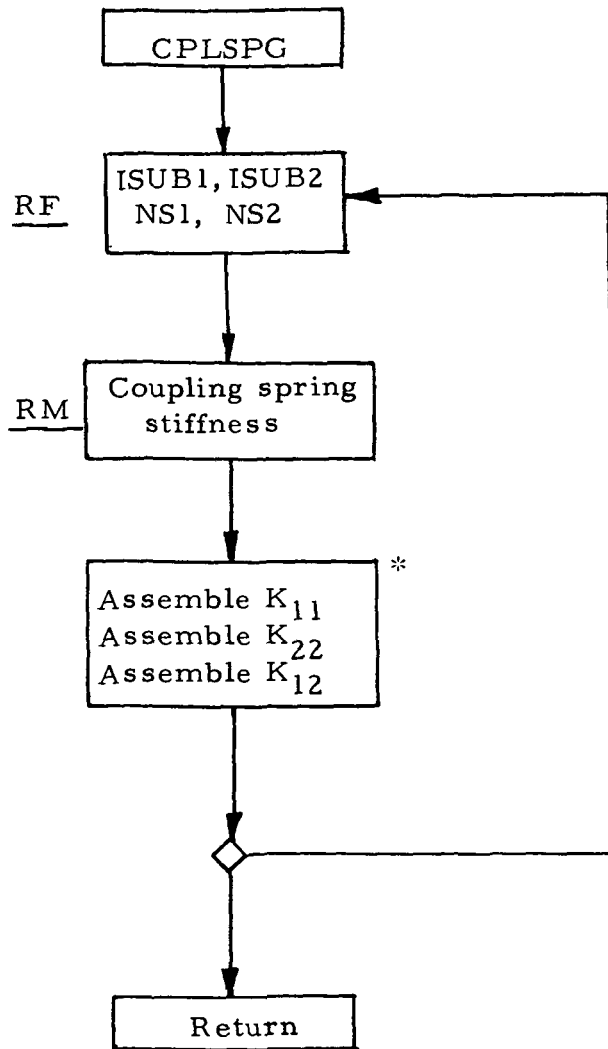 CPLSPG
ISUB1, ISUB2
NS1, NS2
RF
Coupling spring
stiffness
RM
*
Assemble K11
Assemble K22
Assemble K12
Return